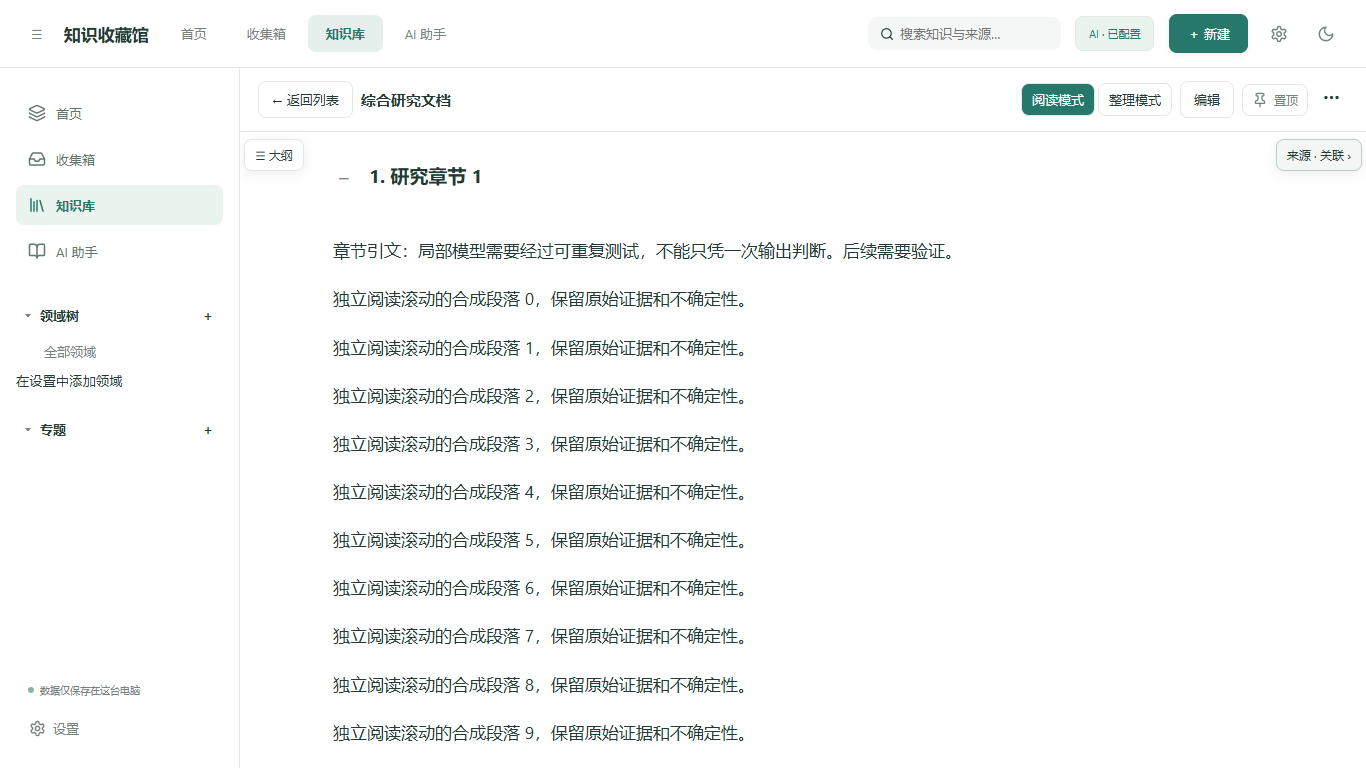 知识收藏馆
首页
收集箱
知识库
AI 助手
搜索知识与来源...
AI · 已配置
+ 新建
首页
收集箱
知识库
AI 助手
领域树 +
全部领域
在设置中添加领域
专题 +
数据仅保存在这台电脑
设置
← 返回列表
综合研究文档
阅读模式
整理模式
编辑
置顶
···
☰ 大纲
来源 · 关联 ›
– 1. 研究章节 1
章节引文：局部模型需要经过可重复测试，不能只凭一次输出判断。后续需要验证。
独立阅读滚动的合成段落 0，保留原始证据和不确定性。
独立阅读滚动的合成段落 1，保留原始证据和不确定性。
独立阅读滚动的合成段落 2，保留原始证据和不确定性。
独立阅读滚动的合成段落 3，保留原始证据和不确定性。
独立阅读滚动的合成段落 4，保留原始证据和不确定性。
独立阅读滚动的合成段落 5，保留原始证据和不确定性。
独立阅读滚动的合成段落 6，保留原始证据和不确定性。
独立阅读滚动的合成段落 7，保留原始证据和不确定性。
独立阅读滚动的合成段落 8，保留原始证据和不确定性。
独立阅读滚动的合成段落 9，保留原始证据和不确定性。